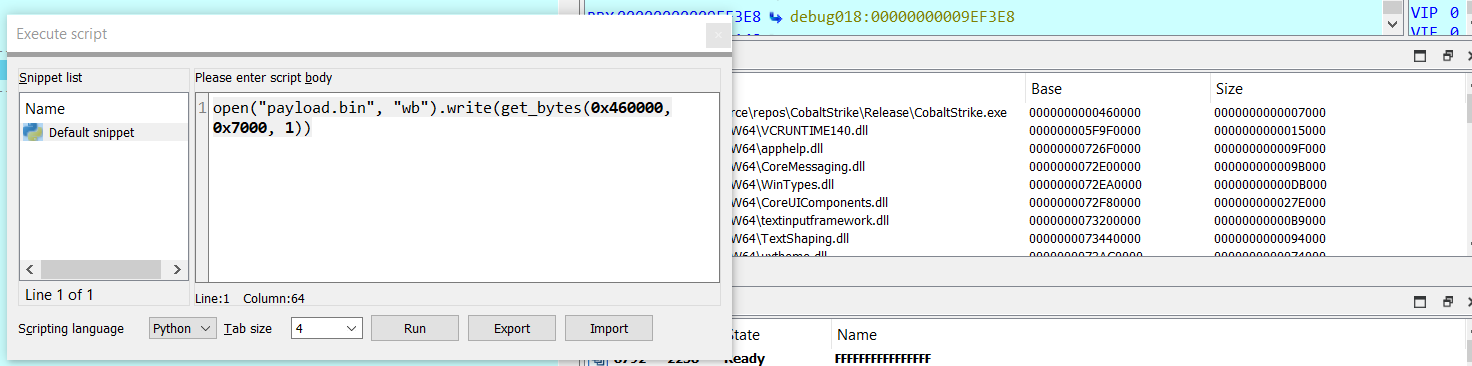 debug018:00000000009EF3E8
VIP 0
Execute script
Snippet list
Please enter script body
Name
Default snippet
1
open("payload.bin", "wb").write(get_bytes(0x460000,
0x7000, 1))
Line 1 of 1
Line:1 Column:64
Scripting language
Python
Tab size
4
Run
Export
Import
Base
Size
rce\repos\CobaltStrike\Release\CobaltStrike.exe 0000000000460000 0000000000007000
W64\VCRUNTIME140.dll 000000005F9F0000 0000000000015000
W64\apphelp.dll 00000000726F0000 000000000009F000
W64\CoreMessaging.dll 0000000072E00000 000000000009B000
W64\WinTypes.dll 0000000072EA0000 00000000000DB000
W64\CoreUIComponents.dll 0000000072F80000 000000000027E000
W64\textinputframework.dll 0000000073200000 00000000000B9000
W64\TextShaping.dll 0000000073440000 0000000000094000
State
Name
Ready
FFFFFFFFFFFFFFFF